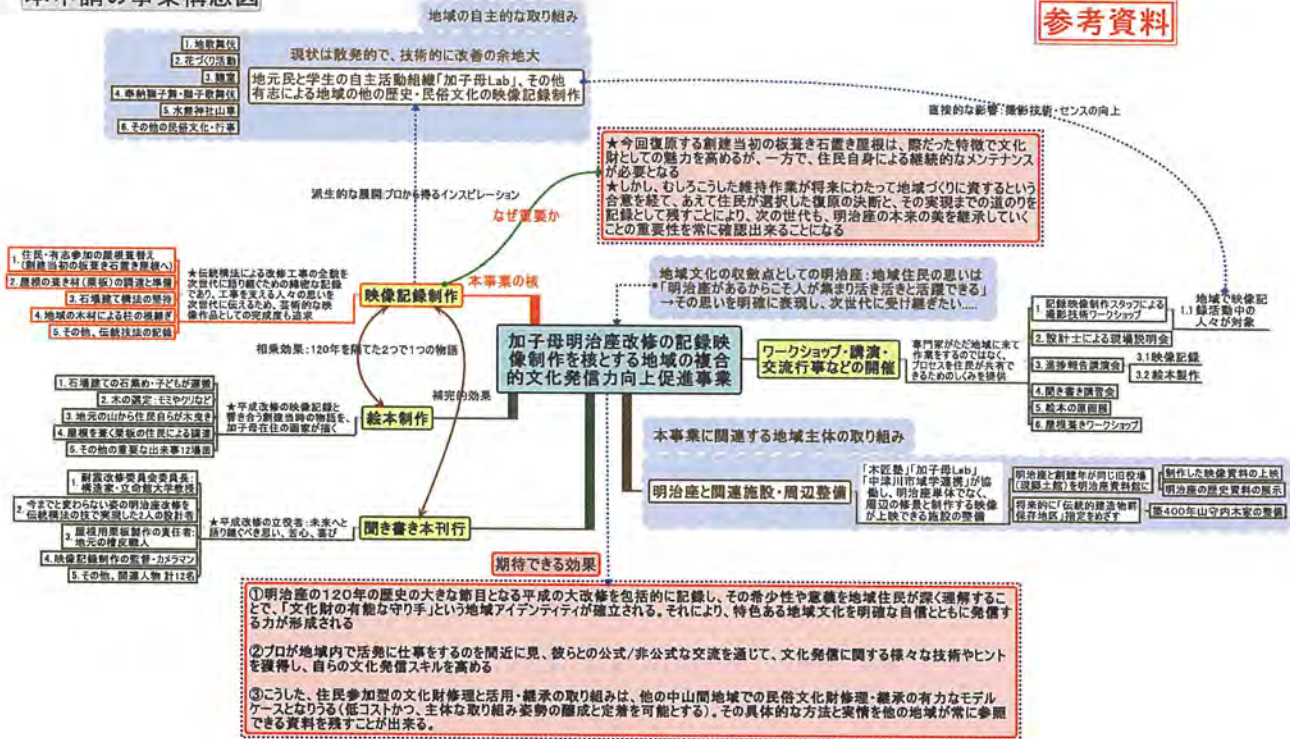 本申請の事業構想図
参考資料
地域の自主的な取り組み
1. 地歌舞伎
2. 花づくり活動
3. 麹室
4. 奉納獅子舞・獅子歌舞伎
5. 水無神社山車
6. その他の民俗文化・行事
現状は散発的で、技術的に改善の余地大
地元民と学生の自主活動組織「加子母Lab」、その他
有志による地域の他の歴史・民俗文化の映像記録制作
直接的な影響：撮影技術・センスの向上
派生的な展開：プロから得るインスピレーション
なぜ重要か
★今回復原する創建当初の板葺き石置き屋根は、際だった特徴で文化
財としての魅力を高めるが、一方で、住民自身による継続的なメンテナンス
が必要となる
★しかし、むしろこうした維持作業が将来にわたって地域づくりに資するという
合意を経て、あえて住民が選択した復原の決断と、その実現までの道のりを
記録として残すことにより、次の世代も、明治座の本来の美を継承していく
ことの重要性を常に確認出来ることになる
1. 住民・有志参加の屋根葺替え
(創建当初の板葺き石置き屋根へ)
2. 屋根の葺き材(栗板)の調達と準備
3. 石場建て構法の堅持
4. 地域の木材による柱の根継ぎ
5. その他、伝統技法の記録
★伝統構法による改修工事の全貌を
次世代に語り継ぐための緻密な記録
であり、工事を支える人々の思いを
次世代に伝えるため、芸術的な映
像作品としての完成度も追求
映像記録制作
本事業の核
地域文化の収斂点としての明治座：地域住民の思いは
「明治座があるからこそ人が集まり活き活きと活躍できる」
→その思いを明確に表現し、次世代に受け継ぎたい.....
加子母明治座改修の記録映
像制作を核とする地域の複合
的文化発信力向上促進事業
ワークショップ・講演・
交流行事などの開催
専門家がただ地域に来て
作業をするのではなく、
プロセスを住民が共有で
きるためのしくみを提供
1. 記録映像制作スタッフによる
撮影技術ワークショップ
1.1 地域で映像記
録活動中の
人々が対象
2. 設計士による現場説明会
3. 進捗報告講演会
3.1 映像記録
3.2 絵本製作
4. 聞き書き講習会
5. 絵本の原画展
6. 屋根葺きワークショップ
相乗効果：120年を隔てた2つで1つの物語
補完的効果
1. 石場建ての石集め・子どもが運搬
2. 木の選定：モミやクリなど
3. 地元の山から住民自らが木曳き
4. 屋根を葺く栗板の住民による調達
5. その他の重要な出来事12場面
★平成改修の映像記録と
響き合う創建当時の物語を、
加子母在住の画家が描く
絵本制作
本事業に関連する地域主体の取り組み
明治座と関連施設・周辺整備
「木匠塾」「加子母Lab」
「中津川市域学連携」が協
働し、明治座単体でなく、
周辺の修景と制作する映像
が上映できる施設の整備
明治座と創建年が同じ旧役場
(現郷土館)を明治座資料館に
制作した映像資料の上映
明治座の歴史資料の展示
将来的に「伝統的建造物群
保存地区」指定をめざす
築400年山守内木家の整備
1. 耐震改修委員会委員長：
構造家・立命館大学教授
2. 今までと変わらない姿の明治座改修を
伝統構法の技で実現した2人の設計者
3. 屋根用栗板製作の責任者：
地元の檜皮職人
4. 映像記録制作の監督・カメラマン
5. その他、関連人物 計12名
★平成改修の立役者：未来へと
語り継ぐべき思い、苦心、喜び
聞き書き本刊行
期待できる効果
①明治座の120年の歴史の大きな節目となる平成の大改修を包括的に記録し、その希少性や意義を地域住民が深く理解するこ
とで、「文化財の有能な守り手」という地域アイデンティティが確立される。それにより、特色ある地域文化を明確な自信とともに発信す
る力が形成される
②プロが地域内で活発に仕事をするのを間近に見、彼らとの公式/非公式な交流を通じて、文化発信に関する様々な技術やヒント
を獲得し、自らの文化発信スキルを高める
③こうした、住民参加型の文化財修理と活用・継承の取り組みは、他の中山間地域での民俗文化財修理・継承の有力なモデル
ケースとなりうる(低コストかつ、主体な取り組み姿勢の醸成と定着を可能とする)。その具体的な方法と実情を他の地域が常に参照
できる資料を残すことが出来る。